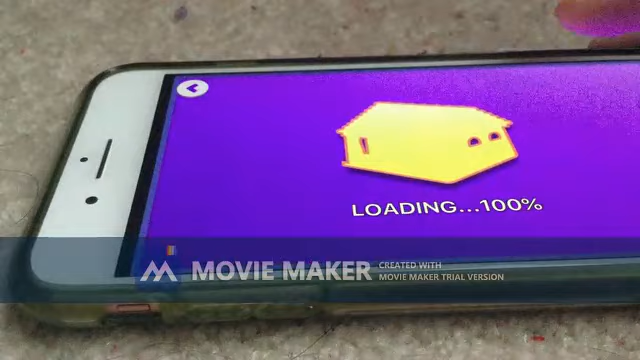 LOADING...100%
MOVIE MAKER
CREATED WITH
MOVIE MAKER TRIAL VERSION